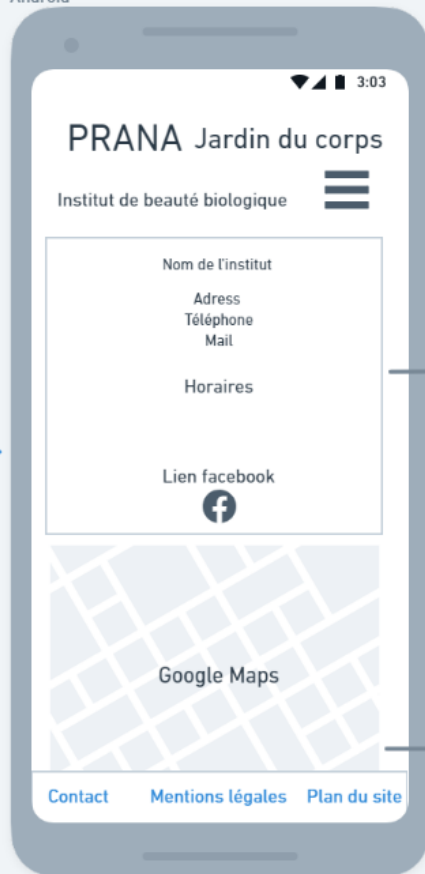 3:03
PRANA Jardin du corps
Institut de beauté biologique
Nom de l'institut
Adress
Téléphone
Mail
Horaires
Lien facebook
Google Maps
Contact Mentions légales Plan du site